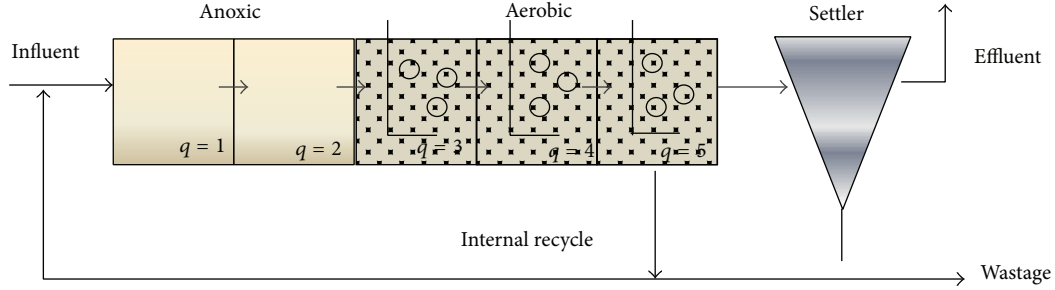 Anoxic
Aerobic
Settler
Influent
Effluent
q = 1
q = 2
q = 3
q = 4
q = 5
Internal recycle
Wastage